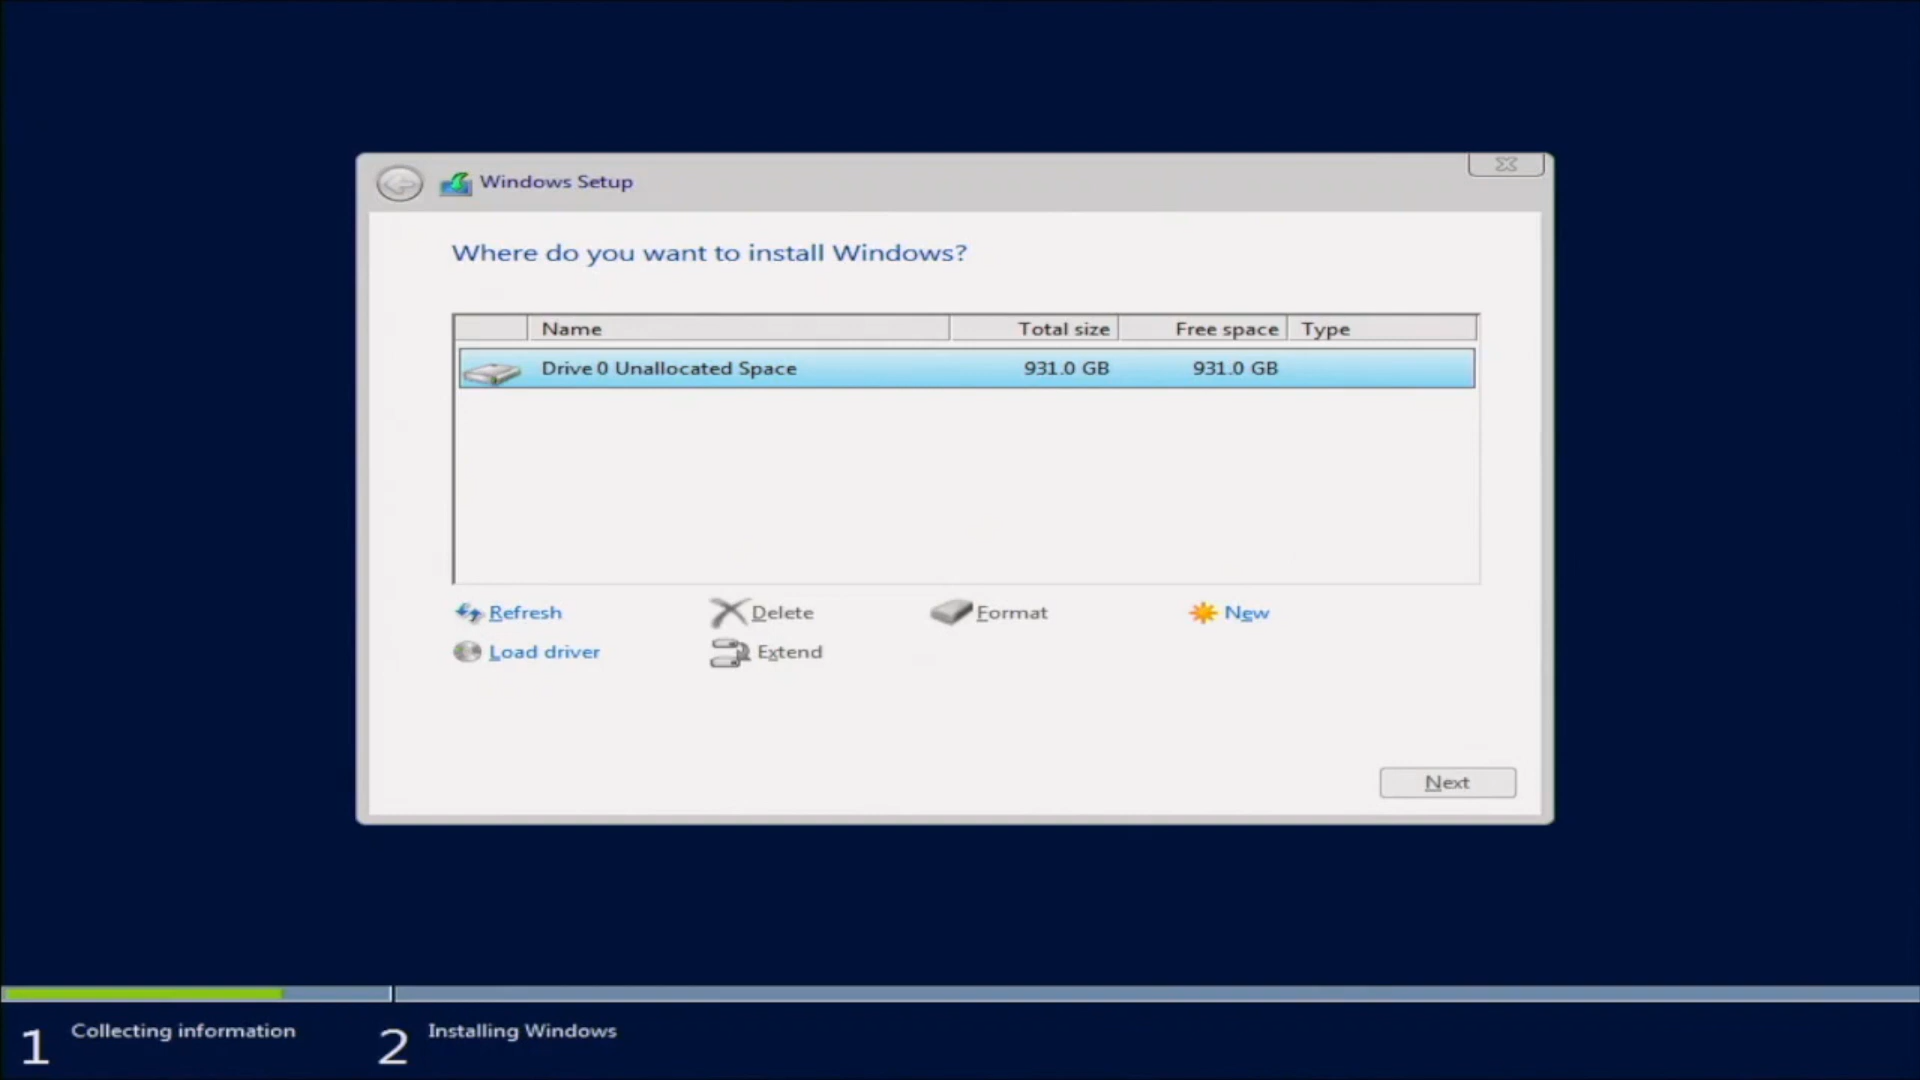 Windows Setup
Where do you want to install Windows?
Name Total size Free space Type
Drive 0 Unallocated Space 931.0 GB 931.0 GB
Refresh Delete Format New
Load driver Extend
Next
1 Collecting information 2 Installing Windows